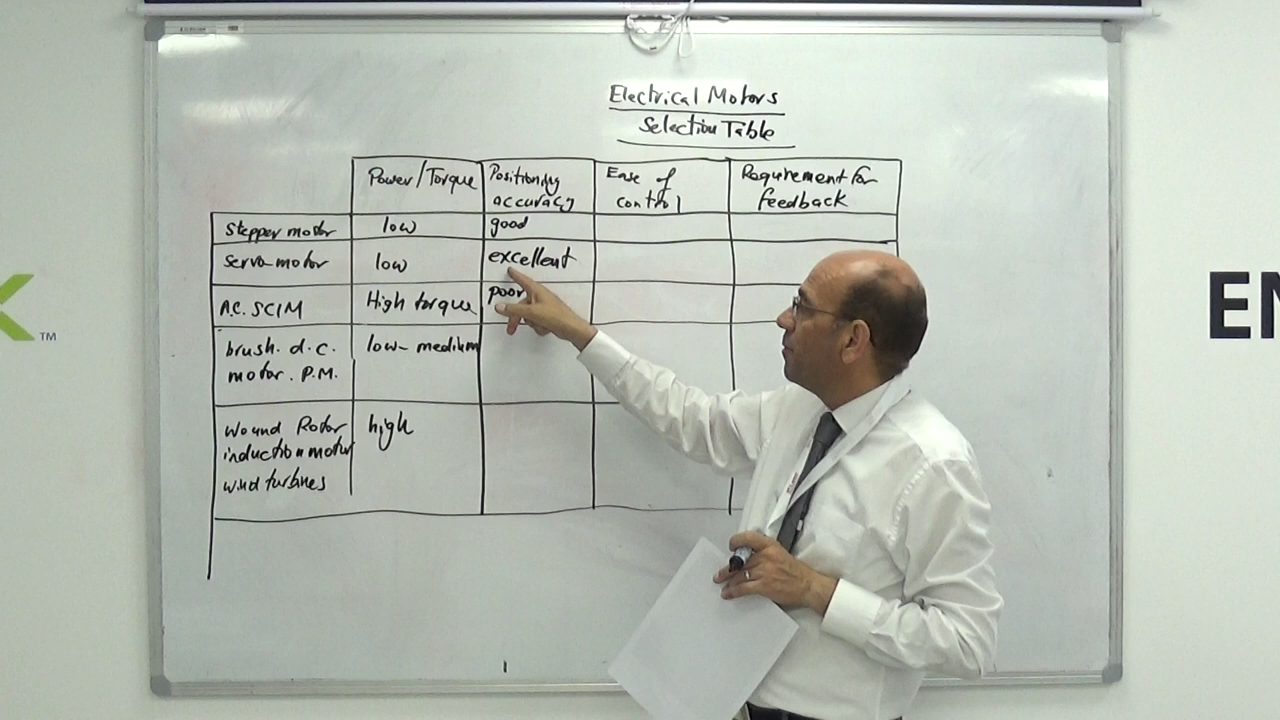 Electrical Motors
Selection Table
Power/Torque
Positioning
accuracy
Ease of
control
Requirement for
feedback
Stepper motor
low
good
Servo motor
low
excellent
A.C. SCIM
High torque
poor
brush. d.c.
motor. P.M.
low- medium
wound Rotor
induction motor
wind turbines
high
EN
TM